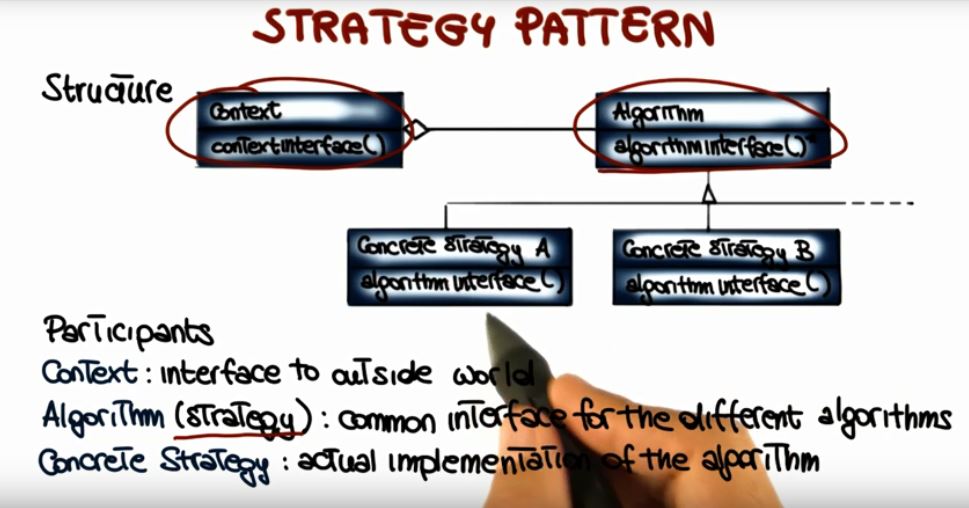 STRATEGY PATTERN
Structure
Context
contextinterface()
Algorithm
algorithminterface()*
Concrete Strategy A
algorithm interface()
Concrete Strategy B
algorithm interface()
Participants
Context: interface to outside world
Algorithm (Strategy): common interface for the different algorithms
Concrete Strategy: actual implementation of the algorithm